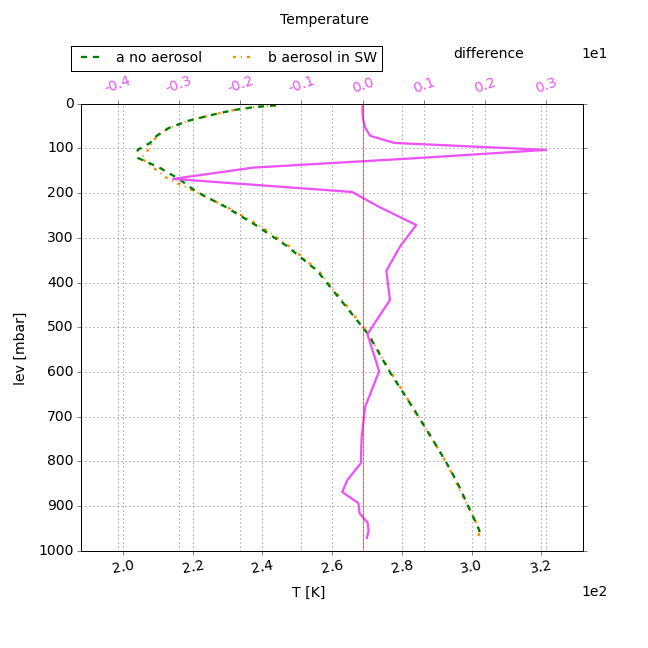 Temperature
a no aerosol b aerosol in SW difference 1e1
-0.4 -0.3 -0.2 -0.1 0.0 0.1 0.2 0.3
0
100
200
300
400
500
600
700
800
900
1000
lev [mbar]
2.0 2.2 2.4 2.6 2.8 3.0 3.2
T [K] 1e2